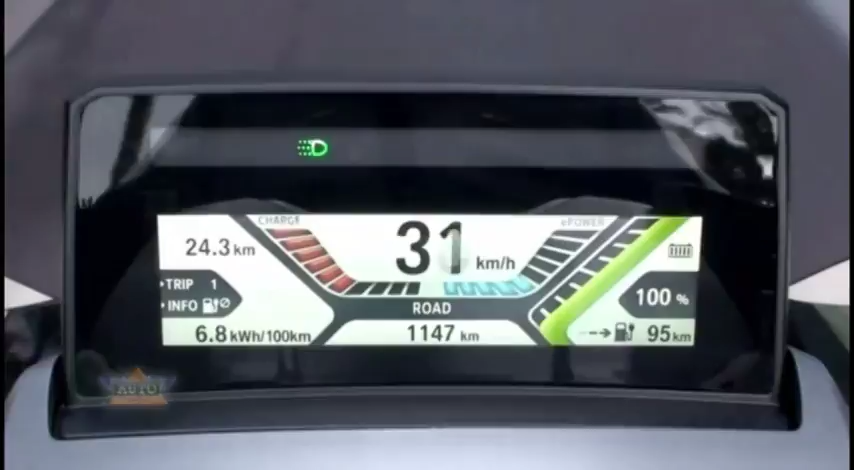 CHARGE
ePOWER
24.3 km
31 km/h
TRIP 1
INFO
100 %
ROAD
6.8 kWh/100km
1147 km
95 km
AUTO